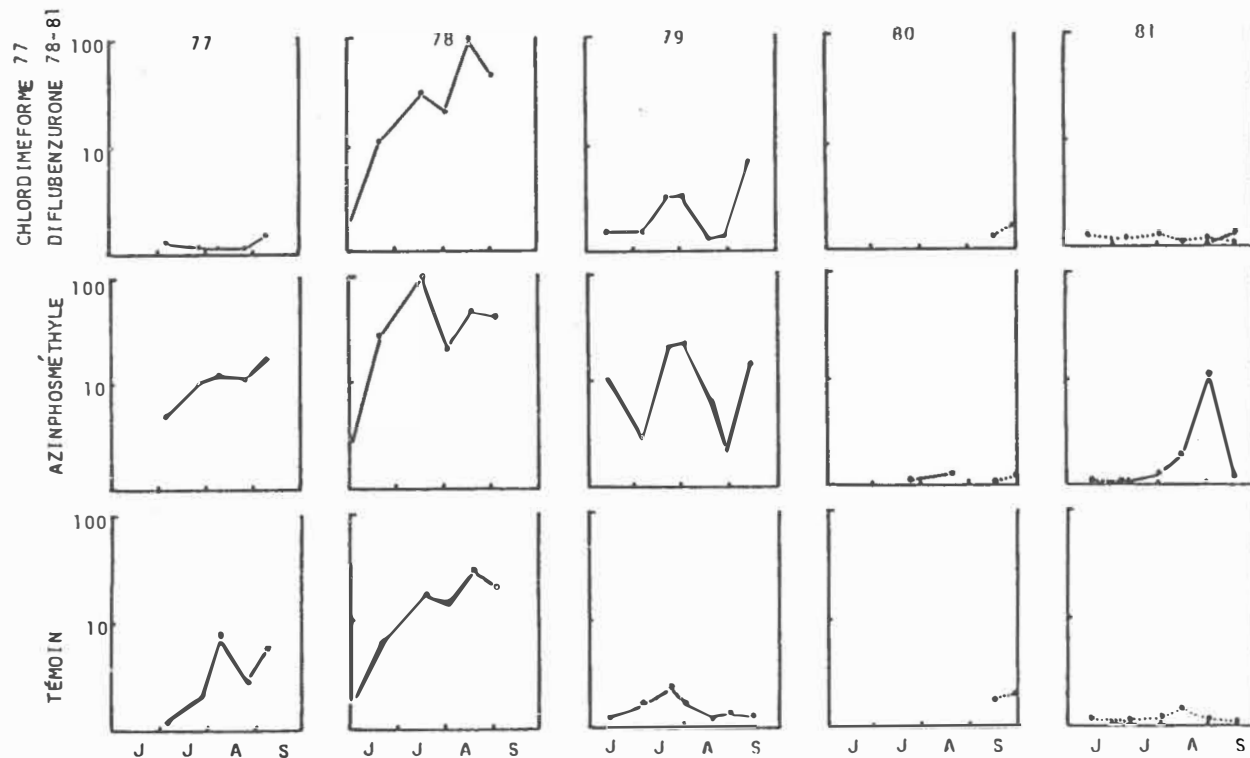 77 78 79 80 81
CHLORDIMEFORME 77
DIFLUBENZURONE 78-81
100
10
AZINPHOSMÉTHYLE
100
10
TÉMOIN
100
10
J J A S J J A S J J A S J J A S J J A S